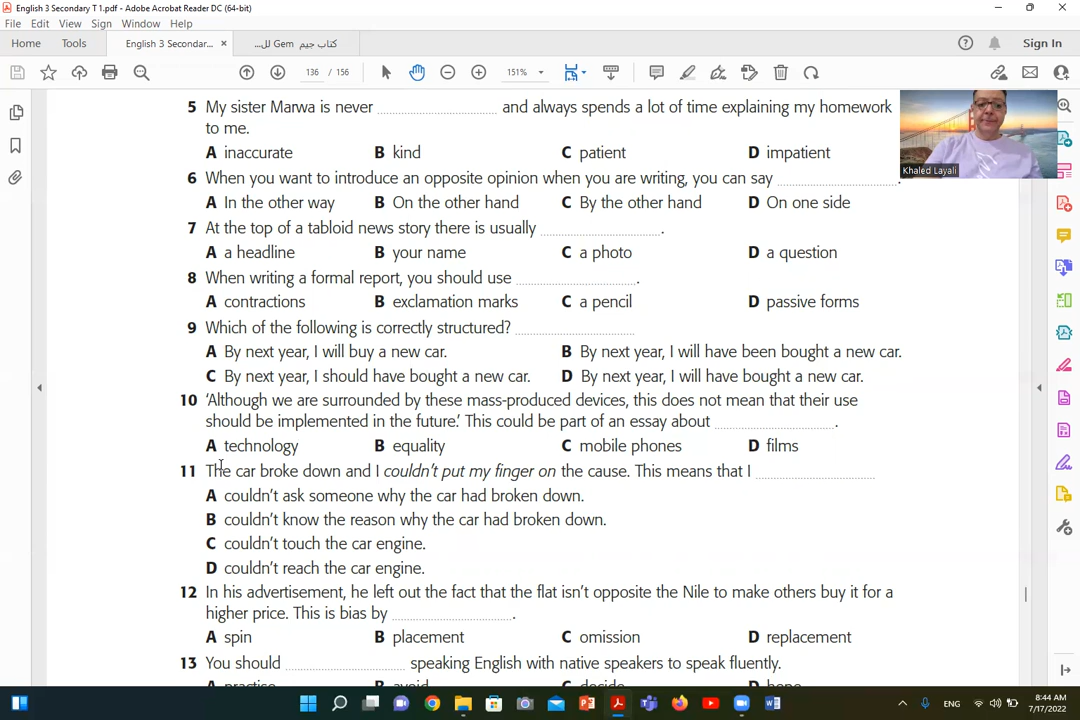 English 3 Secondary T 1.pdf - Adobe Acrobat Reader DC (64-bit)
File Edit View Sign Window Help
Home Tools English 3 Secondar... × كتاب جيم Gem لل... Sign In
136 / 156 151%
5 My sister Marwa is never .............................. and always spends a lot of time explaining my homework
to me.
A inaccurate B kind C patient D impatient
Khaled Layali
6 When you want to introduce an opposite opinion when you are writing, you can say .............................. .
A In the other way B On the other hand C By the other hand D On one side
7 At the top of a tabloid news story there is usually .............................. .
A a headline B your name C a photo D a question
8 When writing a formal report, you should use .............................. .
A contractions B exclamation marks C a pencil D passive forms
9 Which of the following is correctly structured? ..............................
A By next year, I will buy a new car. B By next year, I will have been bought a new car.
C By next year, I should have bought a new car. D By next year, I will have bought a new car.
10 ‘Although we are surrounded by these mass-produced devices, this does not mean that their use
should be implemented in the future.’ This could be part of an essay about .............................. .
A technology B equality C mobile phones D films
11 The car broke down and I couldn’t put my finger on the cause. This means that I ..............................
A couldn’t ask someone why the car had broken down.
B couldn’t know the reason why the car had broken down.
C couldn’t touch the car engine.
D couldn’t reach the car engine.
12 In his advertisement, he left out the fact that the flat isn’t opposite the Nile to make others buy it for a
higher price. This is bias by .............................. .
A spin B placement C omission D replacement
13 You should .............................. speaking English with native speakers to speak fluently.
A practise B avoid C decide D hope
ENG 8:44 AM
7/17/2022